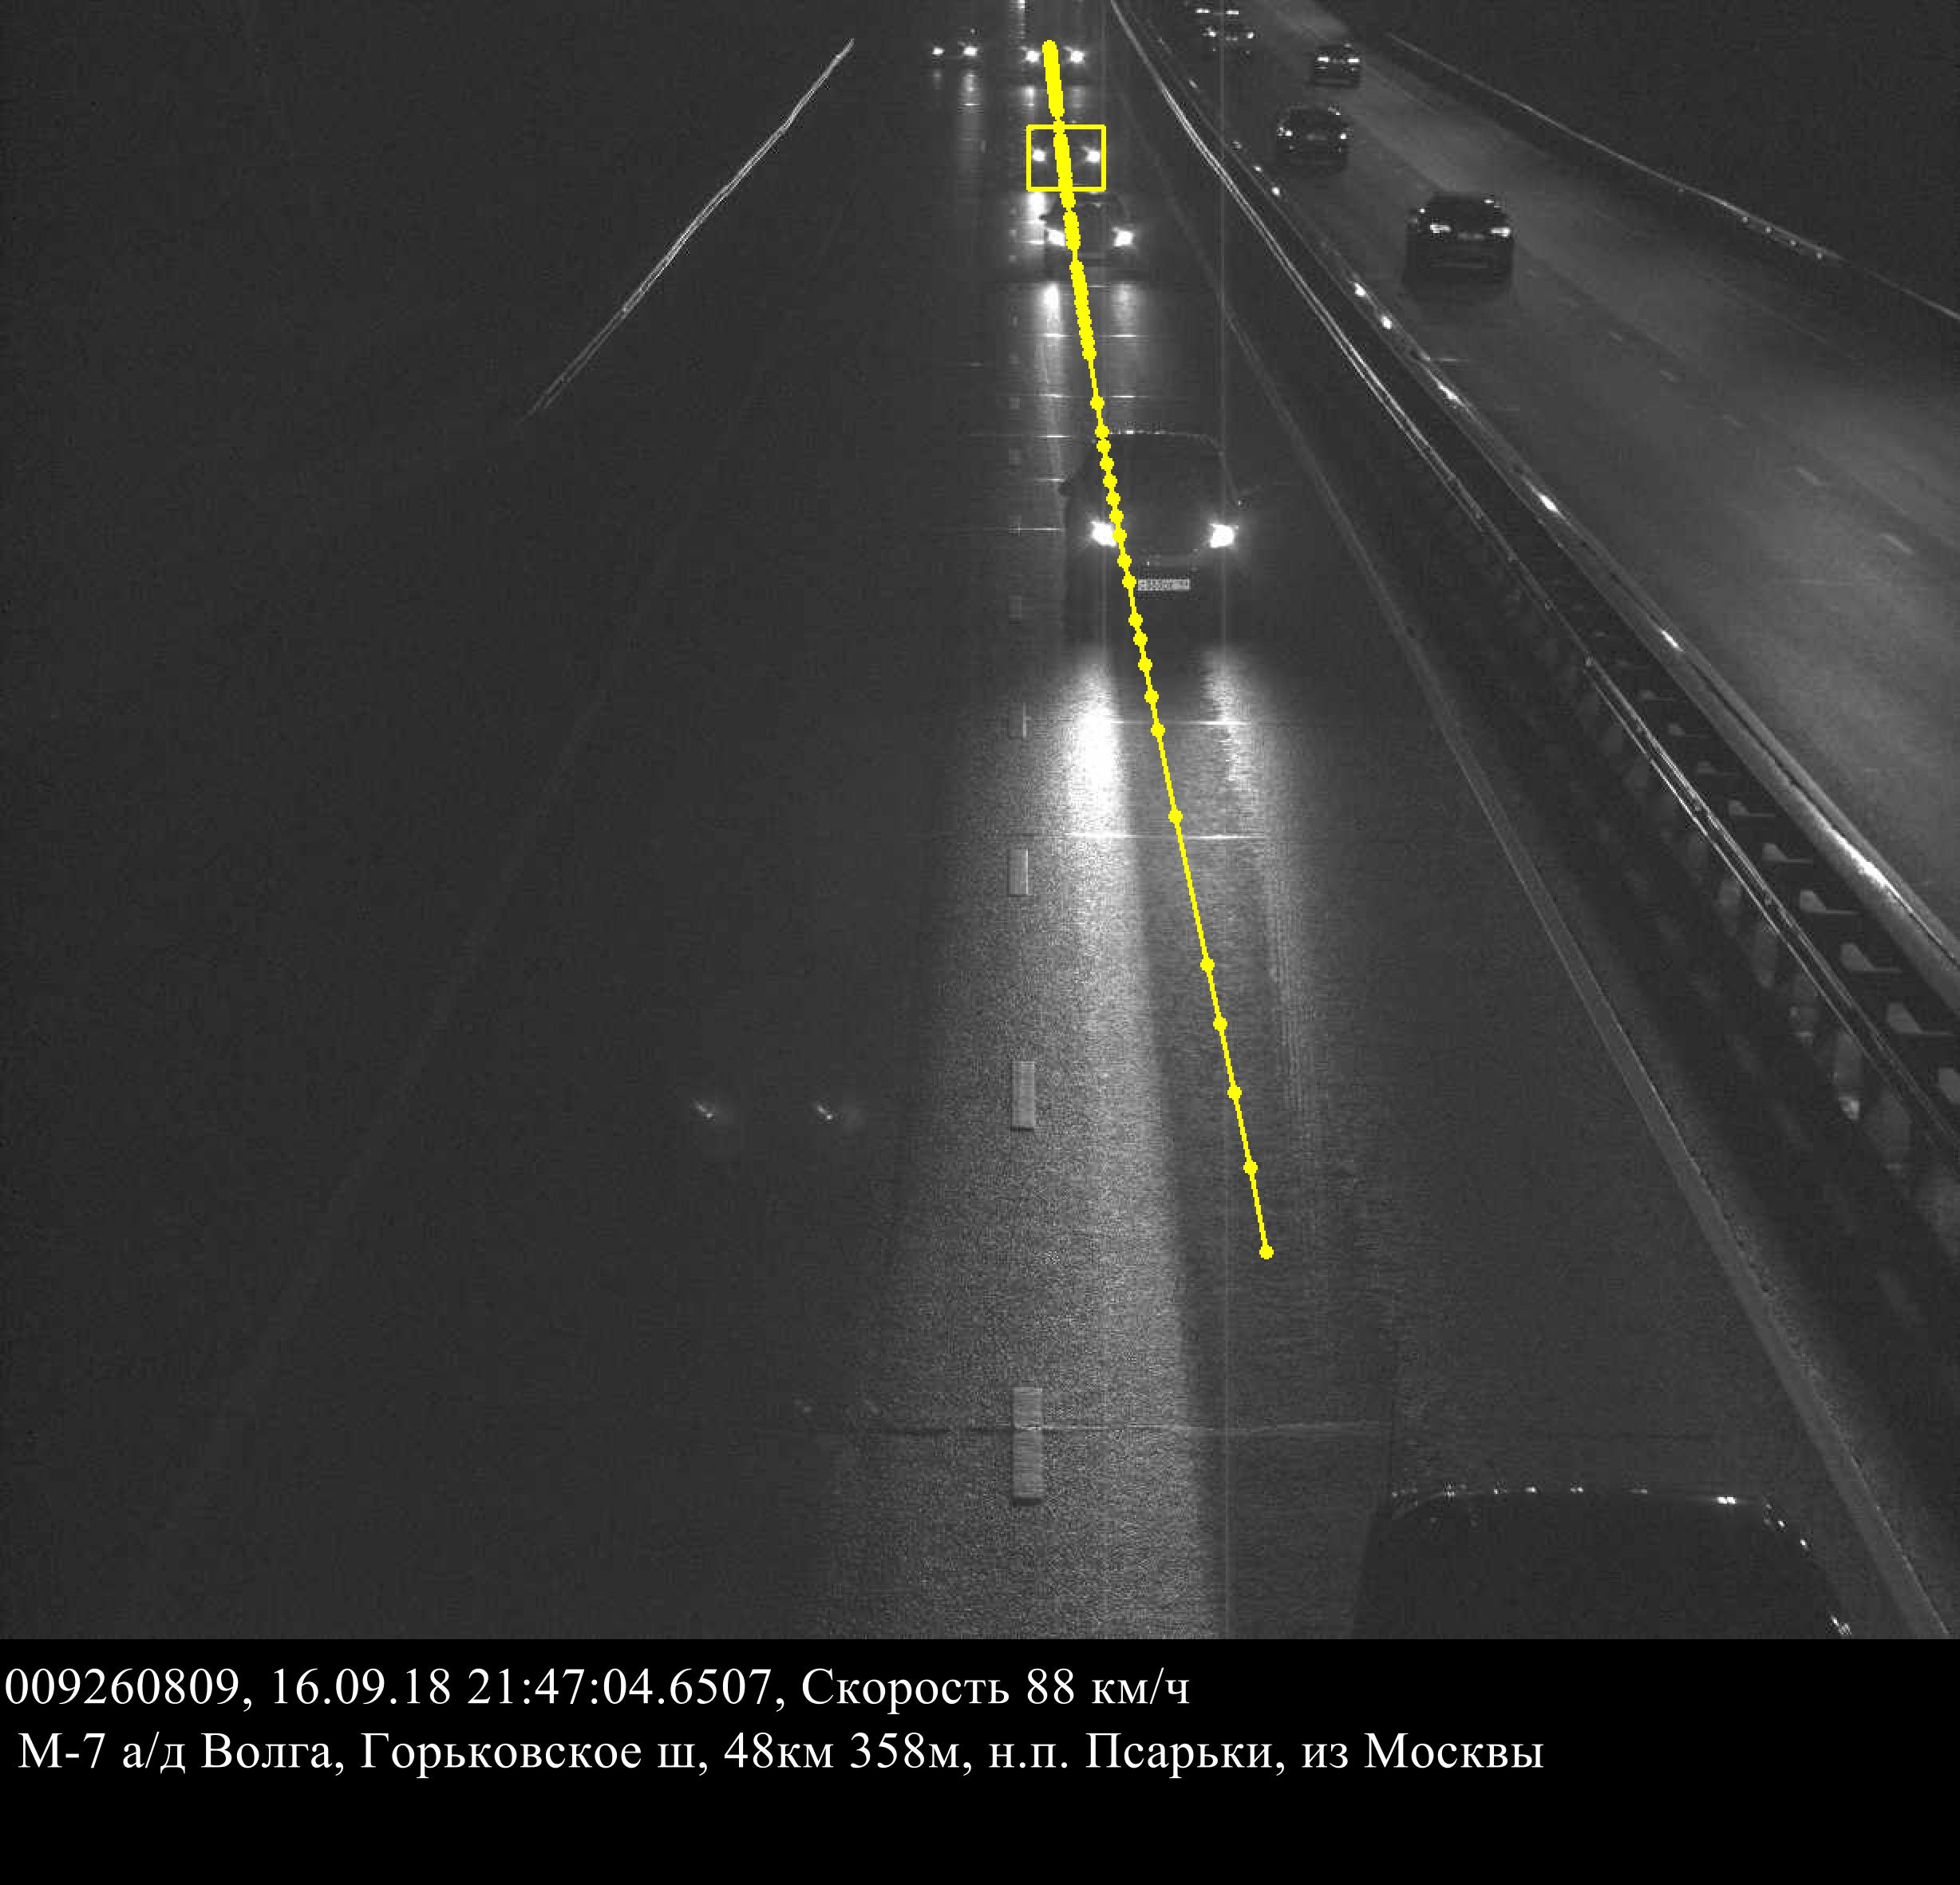 009260809, 16.09.18 21:47:04.6507, Скорость 88 км/ч
М-7 а/д Волга, Горьковское ш, 48км 358м, н.п. Псарьки, из Москвы